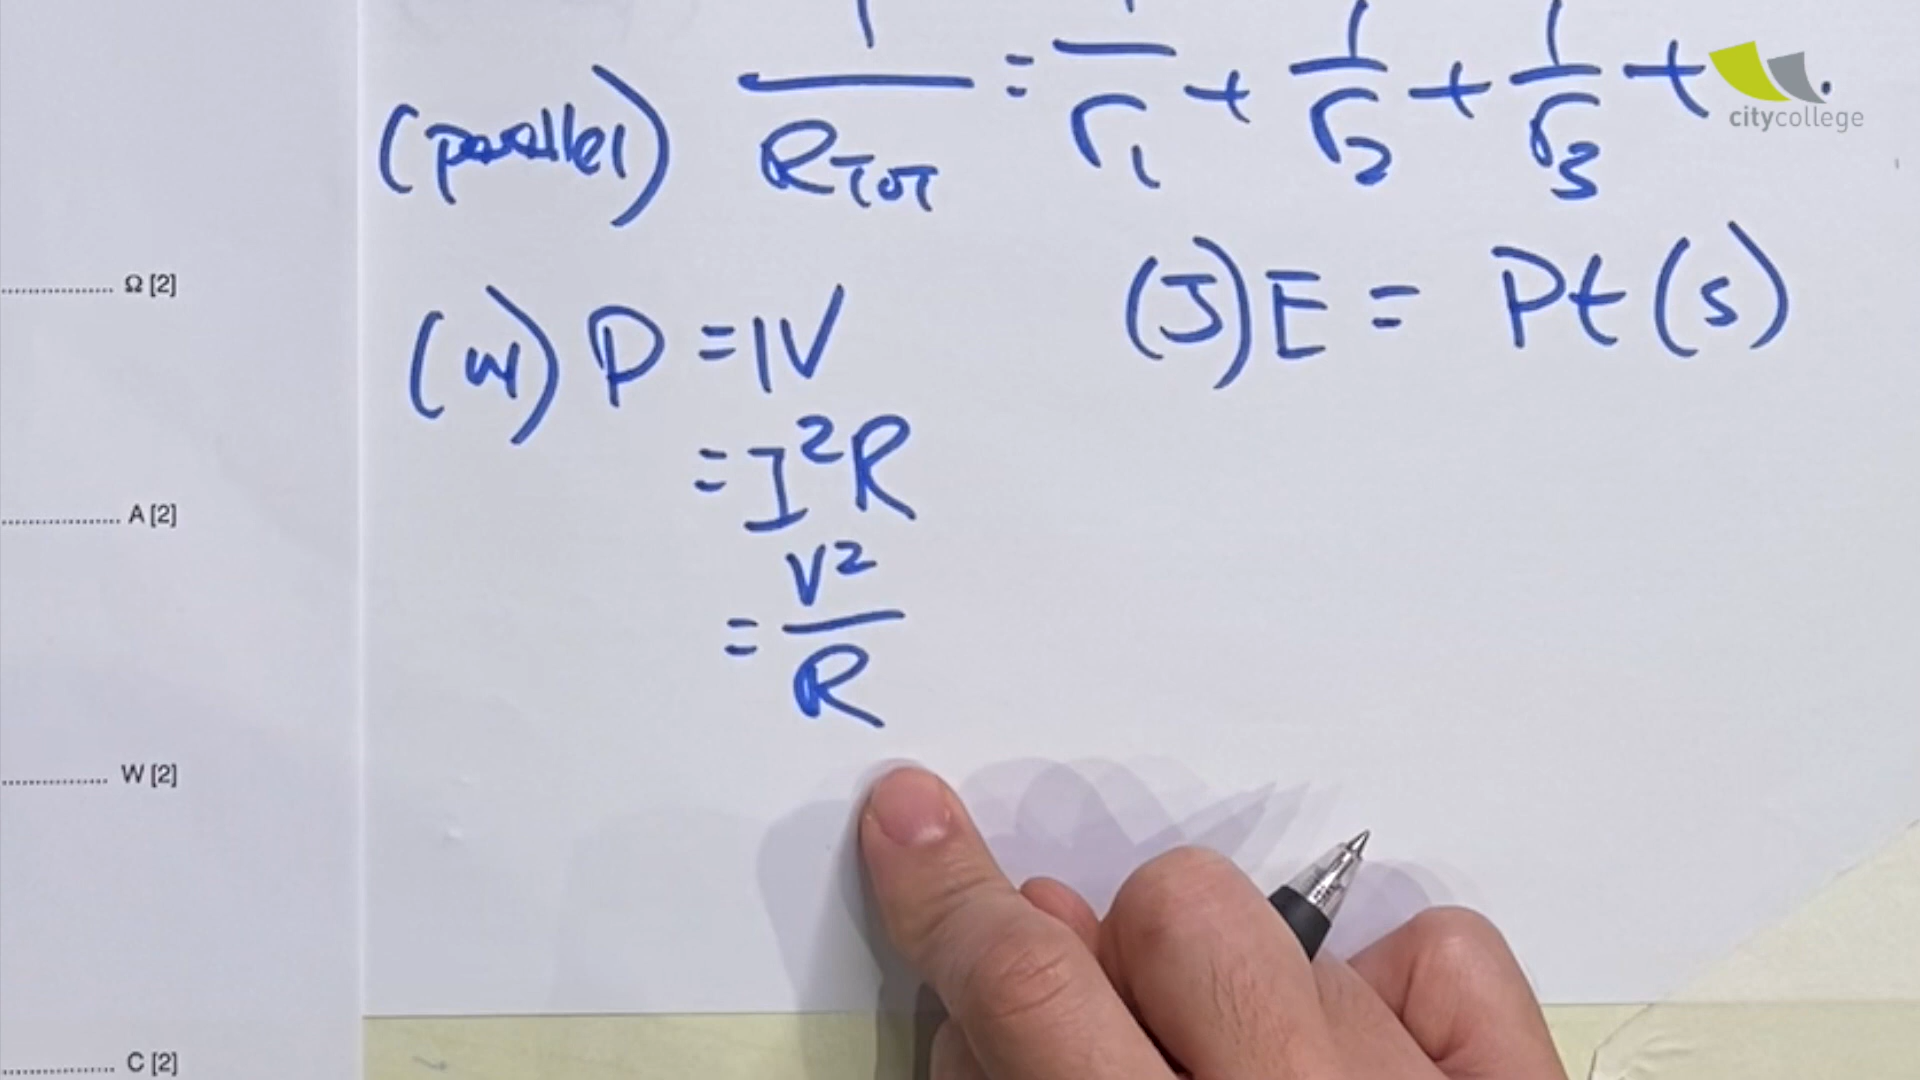 (parallel) 1/R_TOT = 1/r₁ + 1/r₂ + 1/r₃ + .
citycollege
Ω [2]
(W) P = IV
(J) E = Pt (s)
= I²R
A [2]
= V²/R
W [2]
C [2]